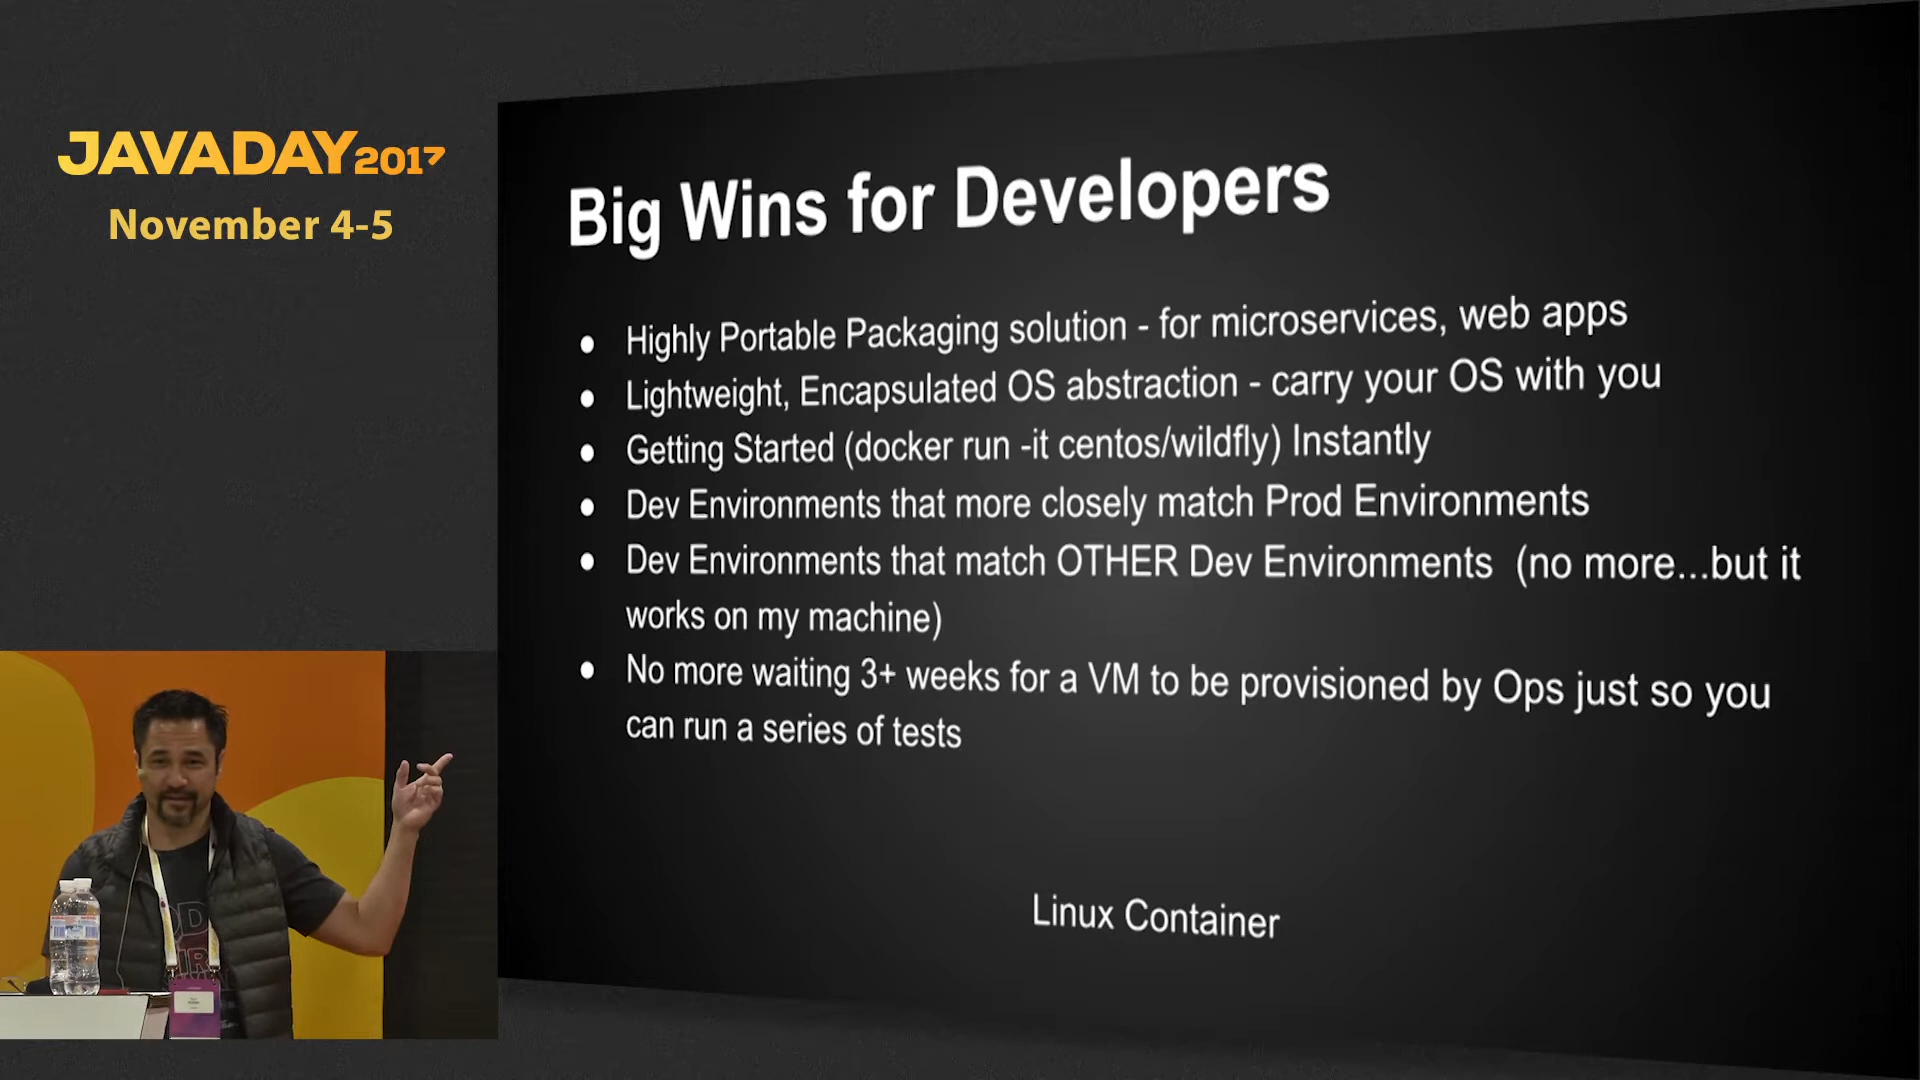 JAVADAY 2017
November 4-5
Big Wins for Developers
● Highly Portable Packaging solution - for microservices, web apps
● Lightweight, Encapsulated OS abstraction - carry your OS with you
● Getting Started (docker run -it centos/wildfly) Instantly
● Dev Environments that more closely match Prod Environments
● Dev Environments that match OTHER Dev Environments (no more...but it
works on my machine)
● No more waiting 3+ weeks for a VM to be provisioned by Ops just so you
can run a series of tests
Linux Container